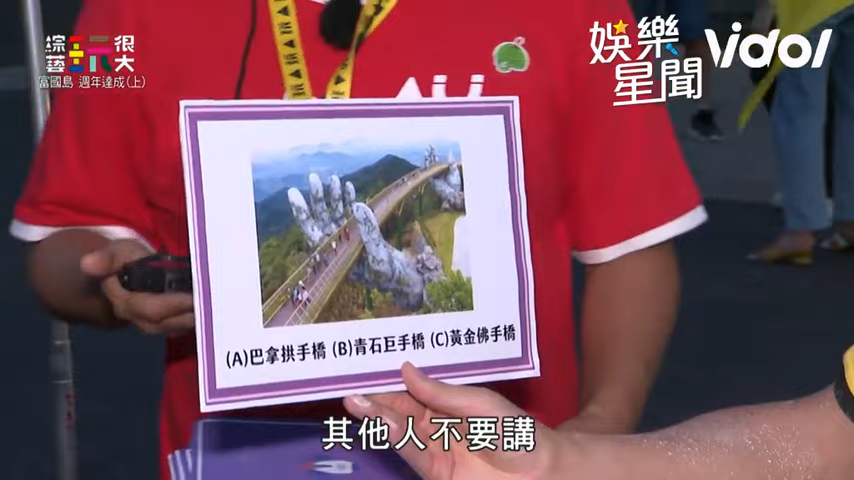 綜藝玩很大
富國島 週年達成(上)
娛樂星聞
vidol
(A)巴拿拱手橋 (B)青石巨手橋 (C)黃金佛手橋
其他人不要講